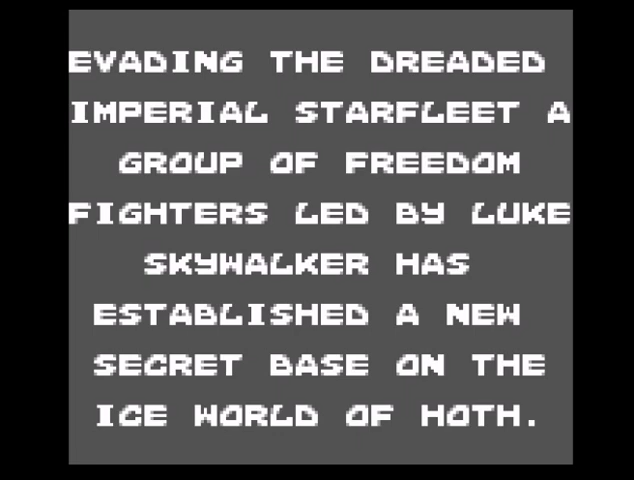 EVADING THE DREADED
IMPERIAL STARFLEET A
GROUP OF FREEDOM
FIGHTERS LED BY LUKE
SKYWALKER HAS
ESTABLISHED A NEW
SECRET BASE ON THE
ICE WORLD OF HOTH.